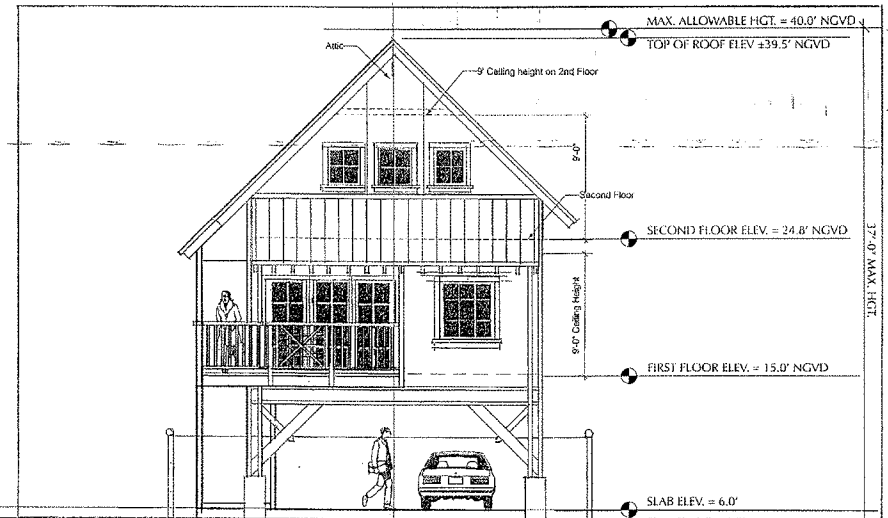 MAX. ALLOWABLE HGT. = 40.0' NGVD
TOP OF ROOF ELEV ±39.5' NGVD
Attic
9' Ceiling height on 2nd Floor
9'-0"
Second Floor
SECOND FLOOR ELEV. = 24.8' NGVD
37'-0" MAX. HGT.
9'-0" Ceiling Height
FIRST FLOOR ELEV. = 15.0' NGVD
SLAB ELEV. = 6.0'